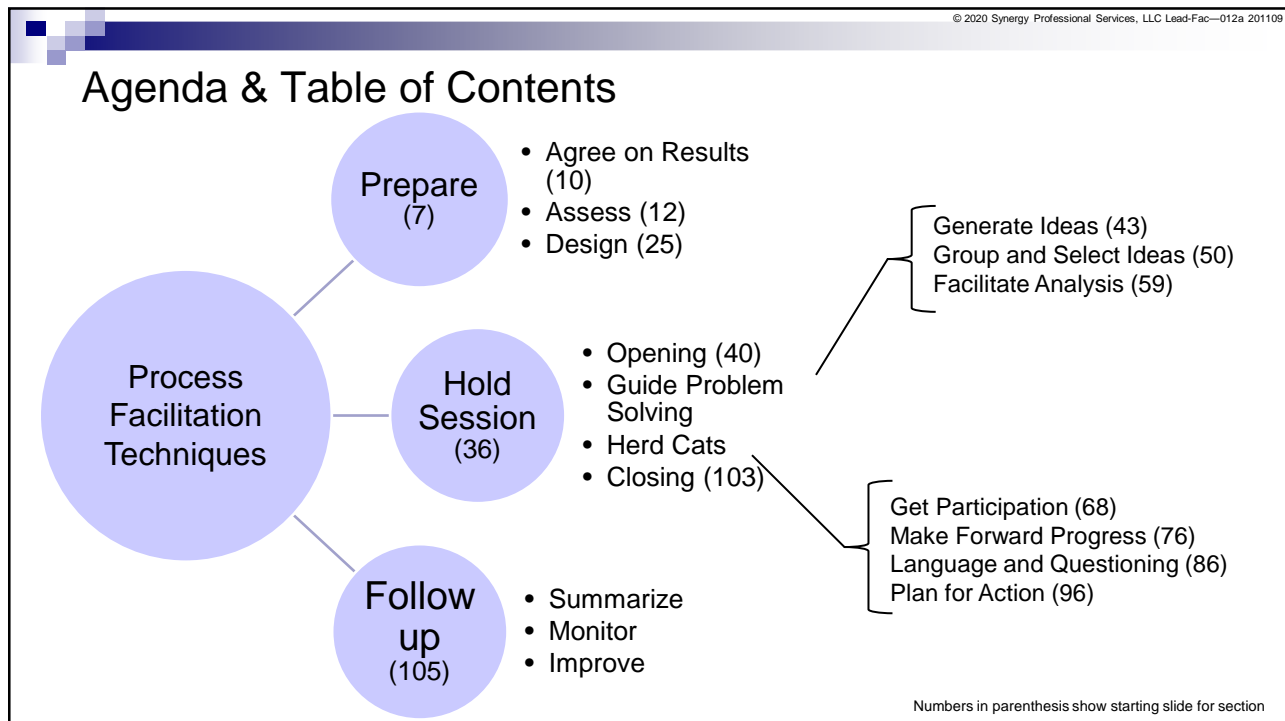 © 2020 Synergy Professional Services, LLC Lead-Fac—012a 201109
Agenda & Table of Contents
Process
Facilitation
Techniques
Prepare
(7)
• Agree on Results
(10)
• Assess (12)
• Design (25)
Hold
Session
(36)
• Opening (40)
• Guide Problem
Solving
• Herd Cats
• Closing (103)
Generate Ideas (43)
Group and Select Ideas (50)
Facilitate Analysis (59)
Get Participation (68)
Make Forward Progress (76)
Language and Questioning (86)
Plan for Action (96)
Follow
up
(105)
• Summarize
• Monitor
• Improve
Numbers in parenthesis show starting slide for section